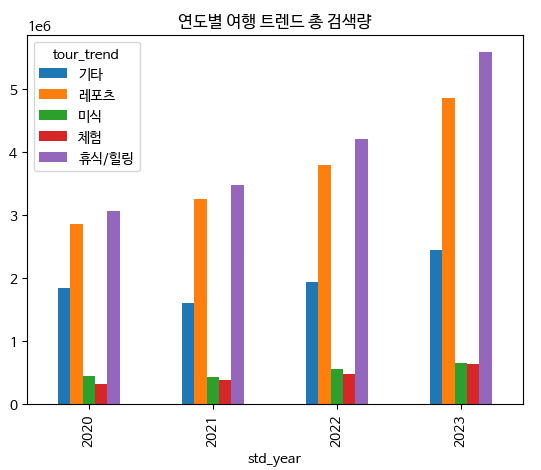 연도별 여행 트렌드 총 검색량
1e6
tour_trend
기타
레포츠
미식
체험
휴식/힐링
5
4
3
2
1
0
2020
2021
2022
2023
std_year